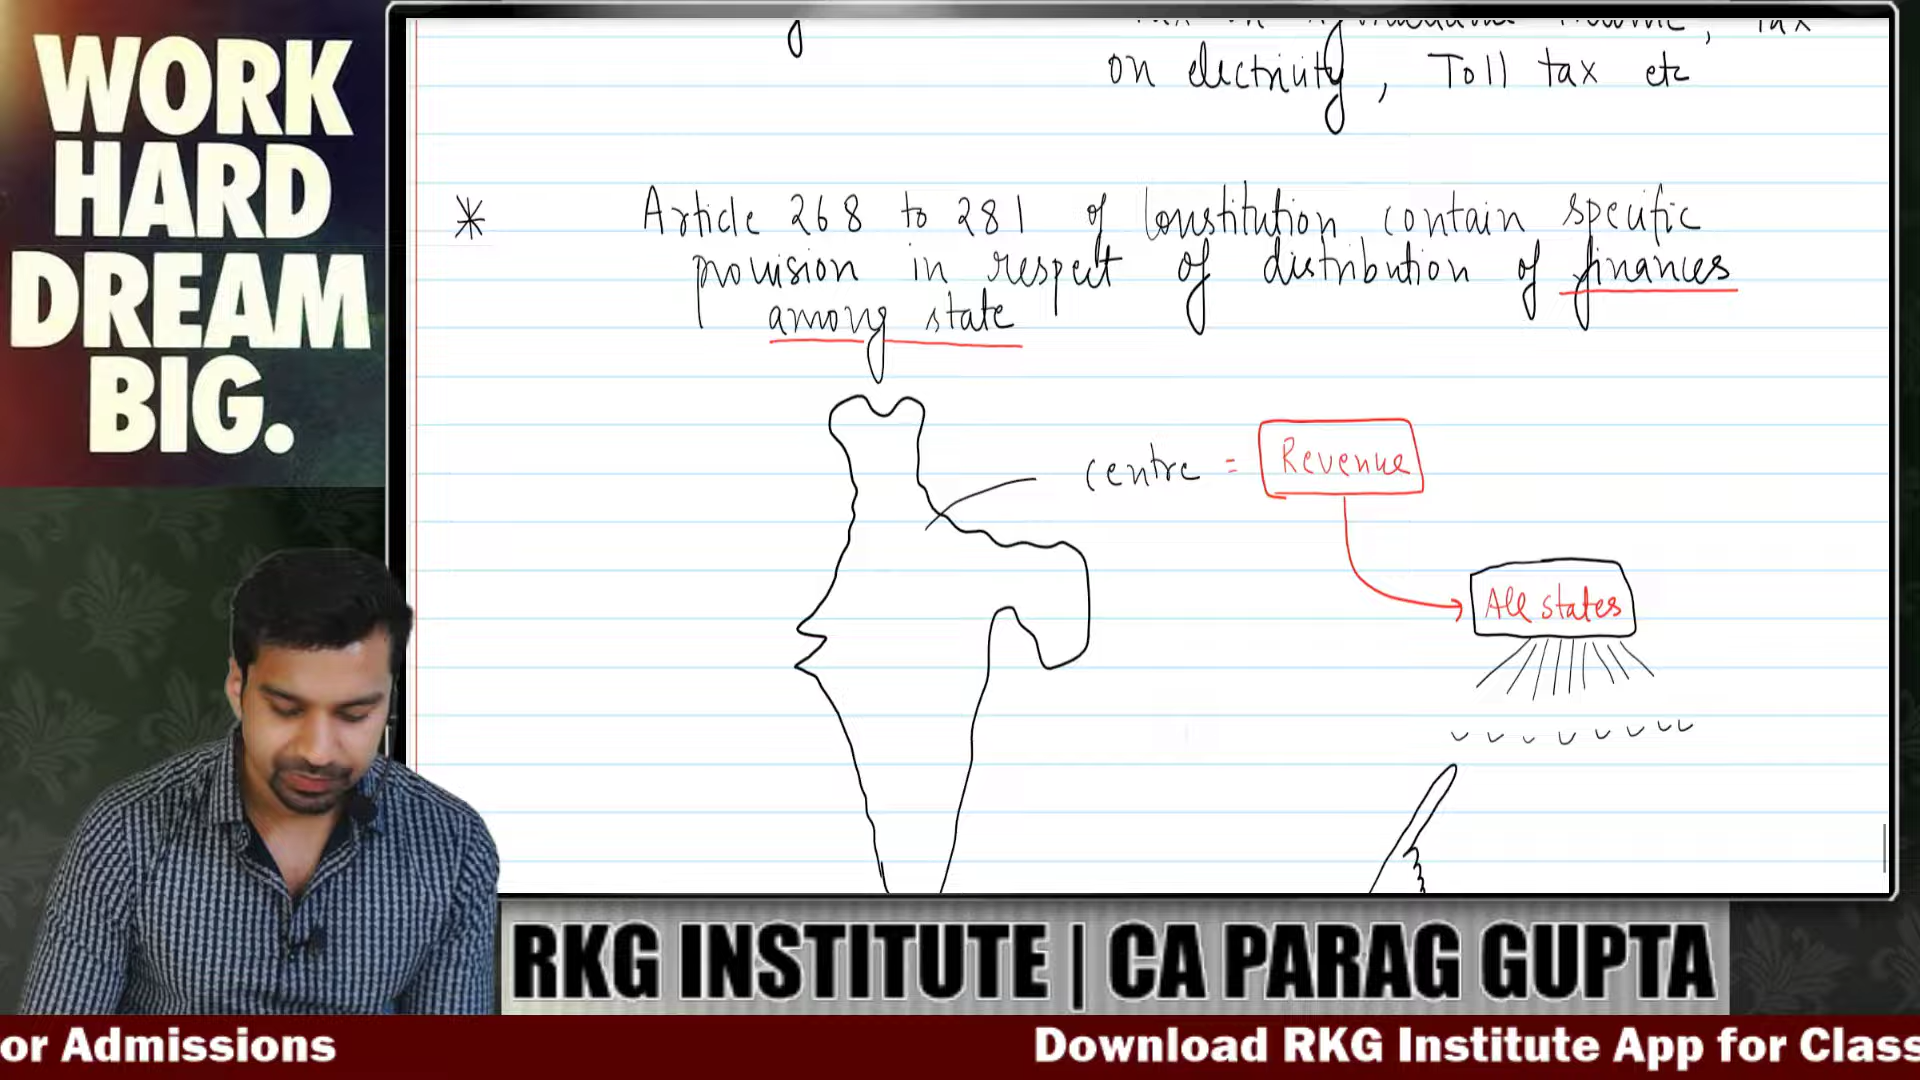 WORK
HARD
DREAM
BIG.
on electricity, Toll tax etc
* Article 268 to 281 of Constitution contain specific
provision in respect of distribution of finances
among state
centre = Revenue
All states
RKG INSTITUTE | CA PARAG GUPTA
or Admissions
Download RKG Institute App for Class